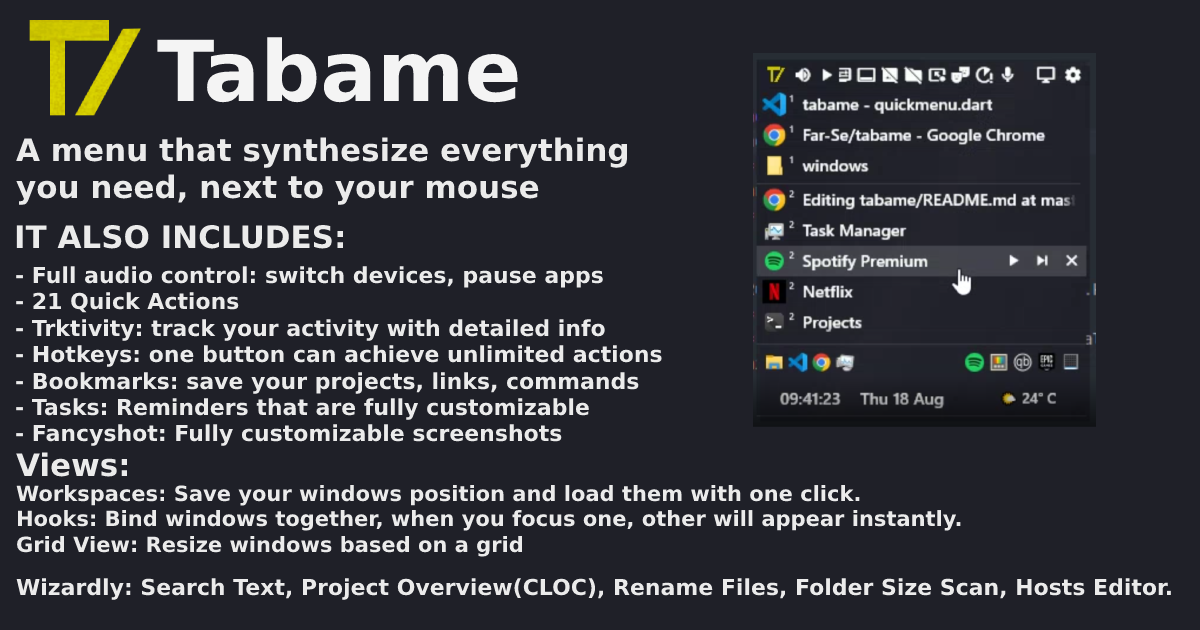 Tabame
A menu that synthesize everything
you need, next to your mouse
IT ALSO INCLUDES:
- Full audio control: switch devices, pause apps
- 21 Quick Actions
- Trktivity: track your activity with detailed info
- Hotkeys: one button can achieve unlimited actions
- Bookmarks: save your projects, links, commands
- Tasks: Reminders that are fully customizable
- Fancyshot: Fully customizable screenshots
Views:
Workspaces: Save your windows position and load them with one click.
Hooks: Bind windows together, when you focus one, other will appear instantly.
Grid View: Resize windows based on a grid
Wizardly: Search Text, Project Overview(CLOC), Rename Files, Folder Size Scan, Hosts Editor.
1 tabame - quickmenu.dart
1 Far-Se/tabame - Google Chrome
1 windows
2 Editing tabame/README.md at mas
2 Task Manager
2 Spotify Premium
2 Netflix
2 Projects
qb EPIC
09:41:23 Thu 18 Aug 24° C